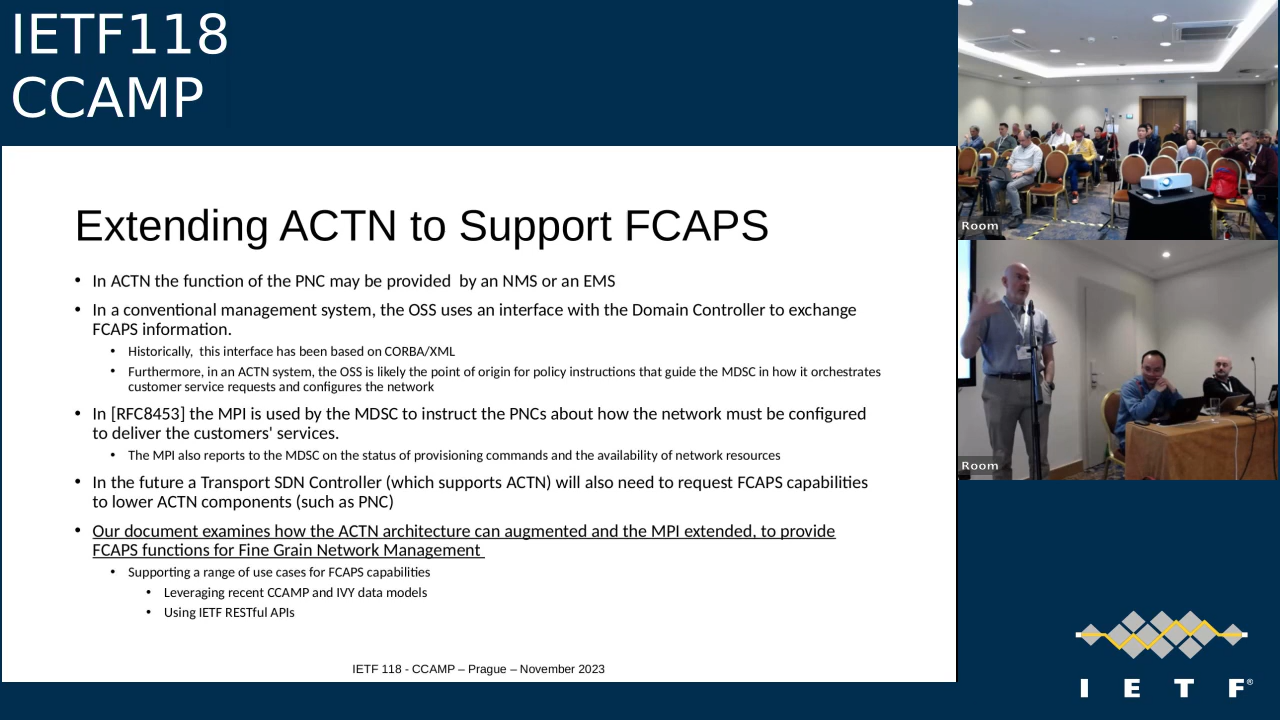 IETF118
CCAMP
Extending ACTN to Support FCAPS
• In ACTN the function of the PNC may be provided  by an NMS or an EMS
• In a conventional management system, the OSS uses an interface with the Domain Controller to exchange
FCAPS information.
• Historically,  this interface has been based on CORBA/XML
• Furthermore, in an ACTN system, the OSS is likely the point of origin for policy instructions that guide the MDSC in how it orchestrates
customer service requests and configures the network
• In [RFC8453] the MPI is used by the MDSC to instruct the PNCs about how the network must be configured
to deliver the customers' services.
• The MPI also reports to the MDSC on the status of provisioning commands and the availability of network resources
• In the future a Transport SDN Controller (which supports ACTN) will also need to request FCAPS capabilities
to lower ACTN components (such as PNC)
• Our document examines how the ACTN architecture can augmented and the MPI extended, to provide
FCAPS functions for Fine Grain Network Management
• Supporting a range of use cases for FCAPS capabilities
• Leveraging recent CCAMP and IVY data models
• Using IETF RESTful APIs
IETF 118 - CCAMP – Prague – November 2023
Room
Room
I E T F®